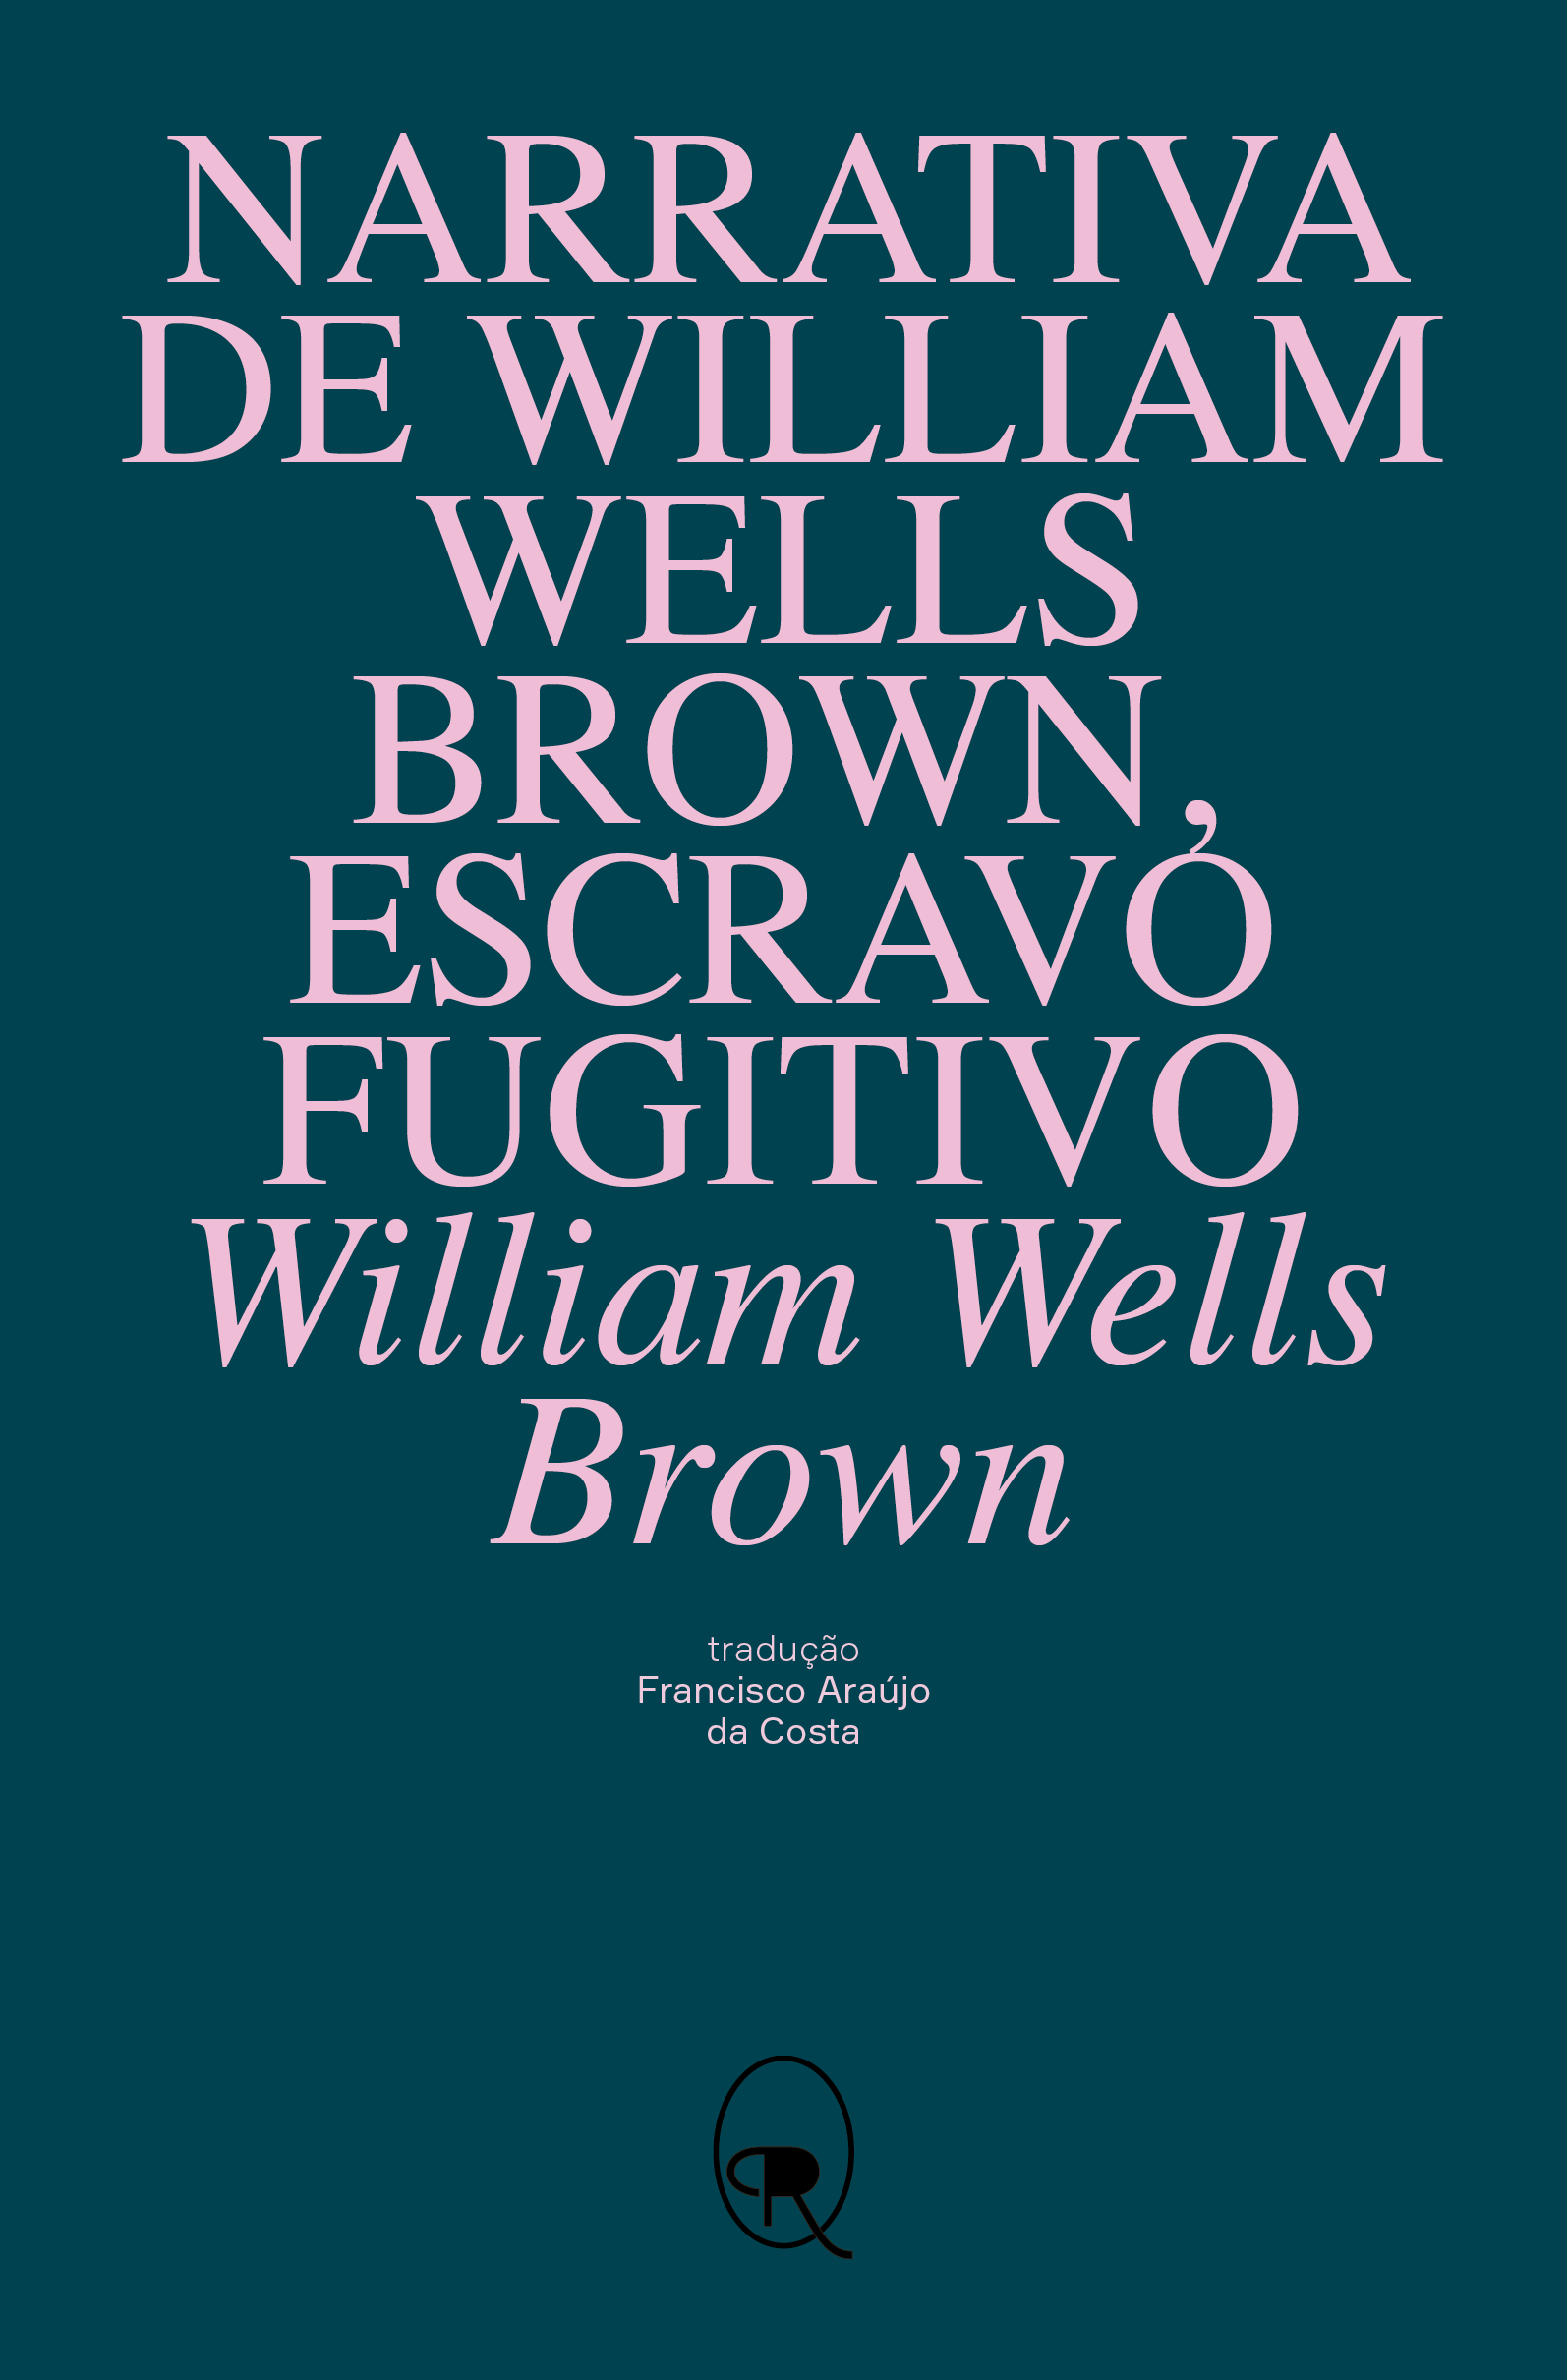 NARRATIVA
DE WILLIAM
WELLS
BROWN,
ESCRAVO
FUGITIVO
William Wells
Brown
tradução
Francisco Araújo
da Costa